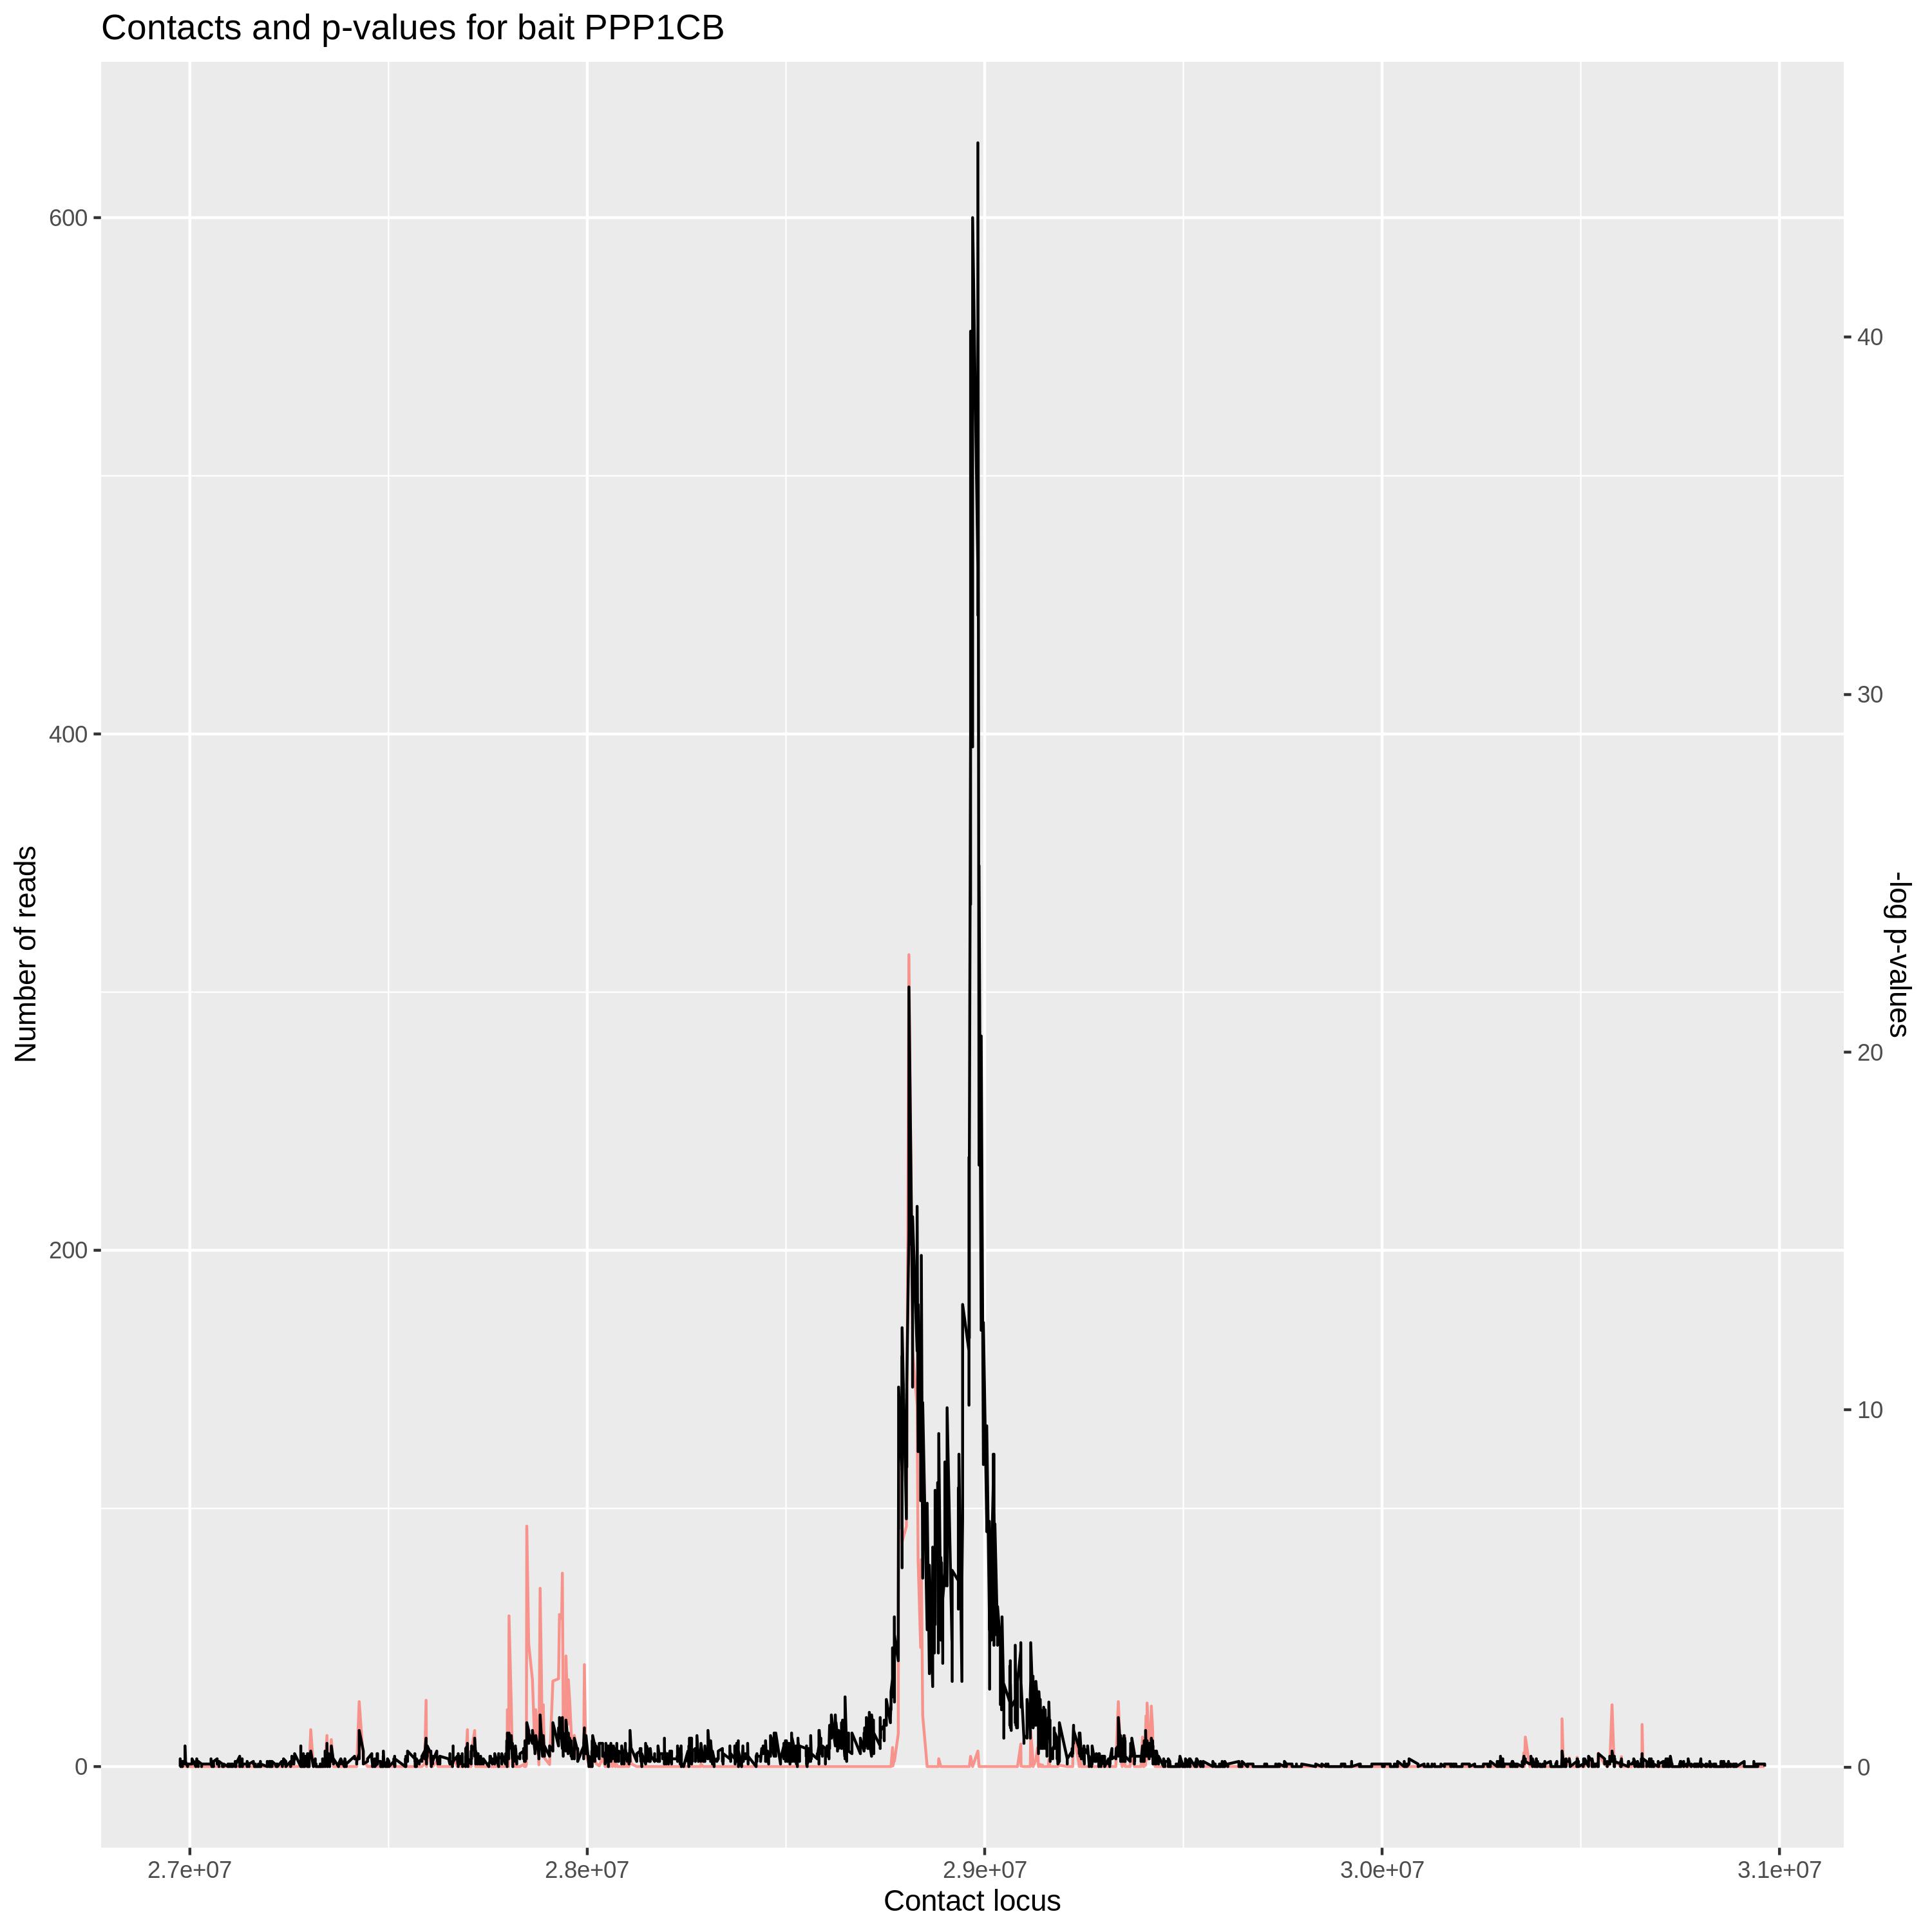 Contacts and p-values for bait PPP1CB
600
400
200
0
Number of reads
40
30
20
10
0
-log p-values
2.7e+07
2.8e+07
2.9e+07
3.0e+07
3.1e+07
Contact locus